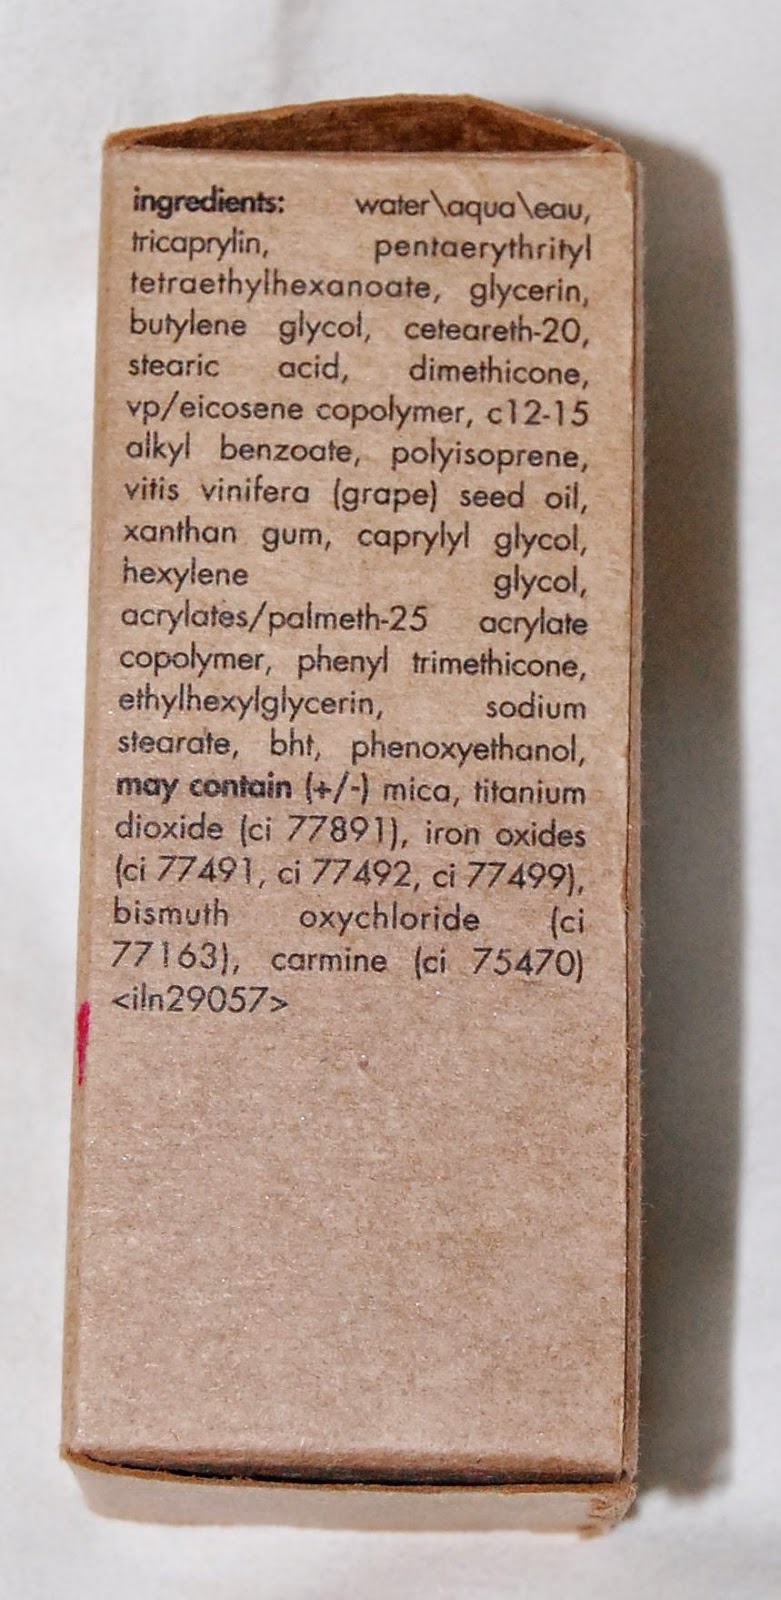 ingredients: water\aqua\eau,
tricaprylin, pentaerythrityl
tetraethylhexanoate, glycerin,
butylene glycol, ceteareth-20,
stearic acid, dimethicone,
vp/eicosene copolymer, c12-15
alkyl benzoate, polyisoprene,
vitis vinifera (grape) seed oil,
xanthan gum, caprylyl glycol,
hexylene glycol,
acrylates/palmeth-25 acrylate
copolymer, phenyl trimethicone,
ethylhexylglycerin, sodium
stearate, bht, phenoxyethanol,
may contain (+/-) mica, titanium
dioxide (ci 77891), iron oxides
(ci 77491, ci 77492, ci 77499),
bismuth oxychloride (ci
77163), carmine (ci 75470)
<iln29057>